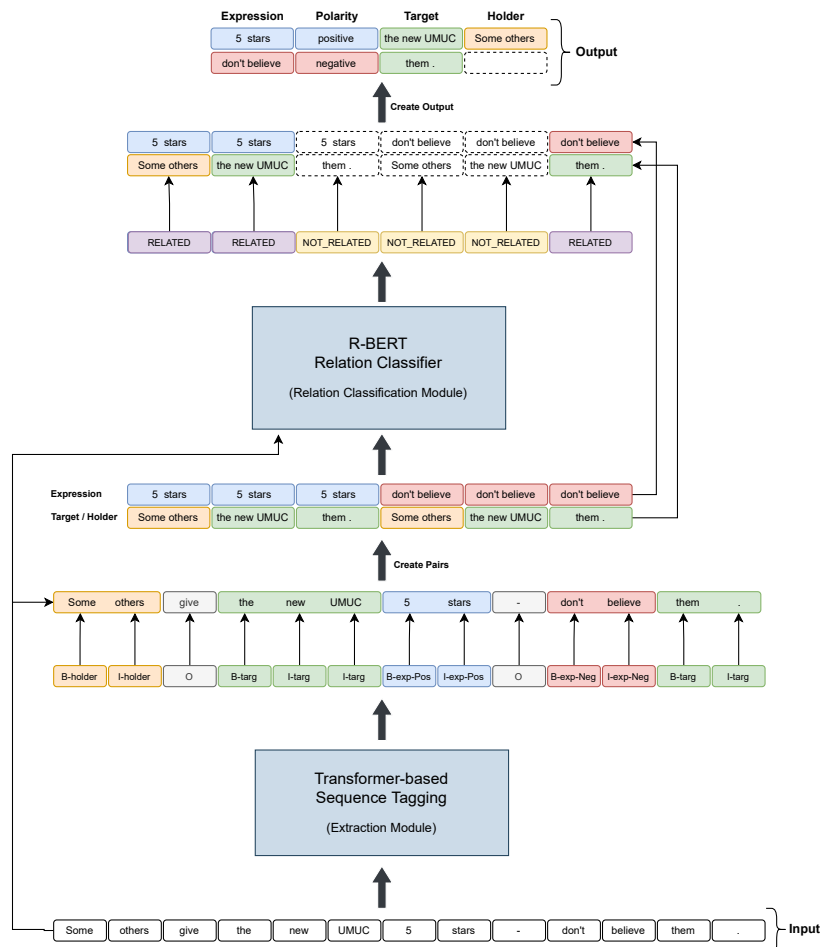 Expression Polarity Target Holder
5 stars positive the new UMUC Some others
don't believe negative them .
Output
Create Output
5 stars 5 stars 5 stars don't believe don't believe don't believe
Some others the new UMUC them . Some others the new UMUC them .
RELATED RELATED NOT_RELATED NOT_RELATED NOT_RELATED RELATED
R-BERT
Relation Classifier
(Relation Classification Module)
Expression 5 stars 5 stars 5 stars don't believe don't believe don't believe
Target / Holder Some others the new UMUC them . Some others the new UMUC them .
Create Pairs
Some others give the new UMUC 5 stars - don't believe them .
B-holder I-holder O B-targ I-targ I-targ B-exp-Pos I-exp-Pos O B-exp-Neg I-exp-Neg B-targ I-targ
Transformer-based
Sequence Tagging
(Extraction Module)
Some others give the new UMUC 5 stars - don't believe them .
Input